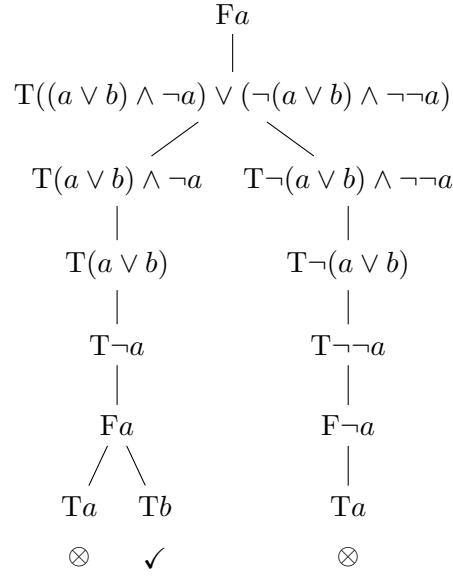 Fa
T((a ∨ b) ∧ ¬a) ∨ (¬(a ∨ b) ∧ ¬¬a)
T(a ∨ b) ∧ ¬a T¬(a ∨ b) ∧ ¬¬a
T(a ∨ b) T¬(a ∨ b)
T¬a T¬¬a
Fa F¬a
Ta Tb Ta
⊗ ✓ ⊗